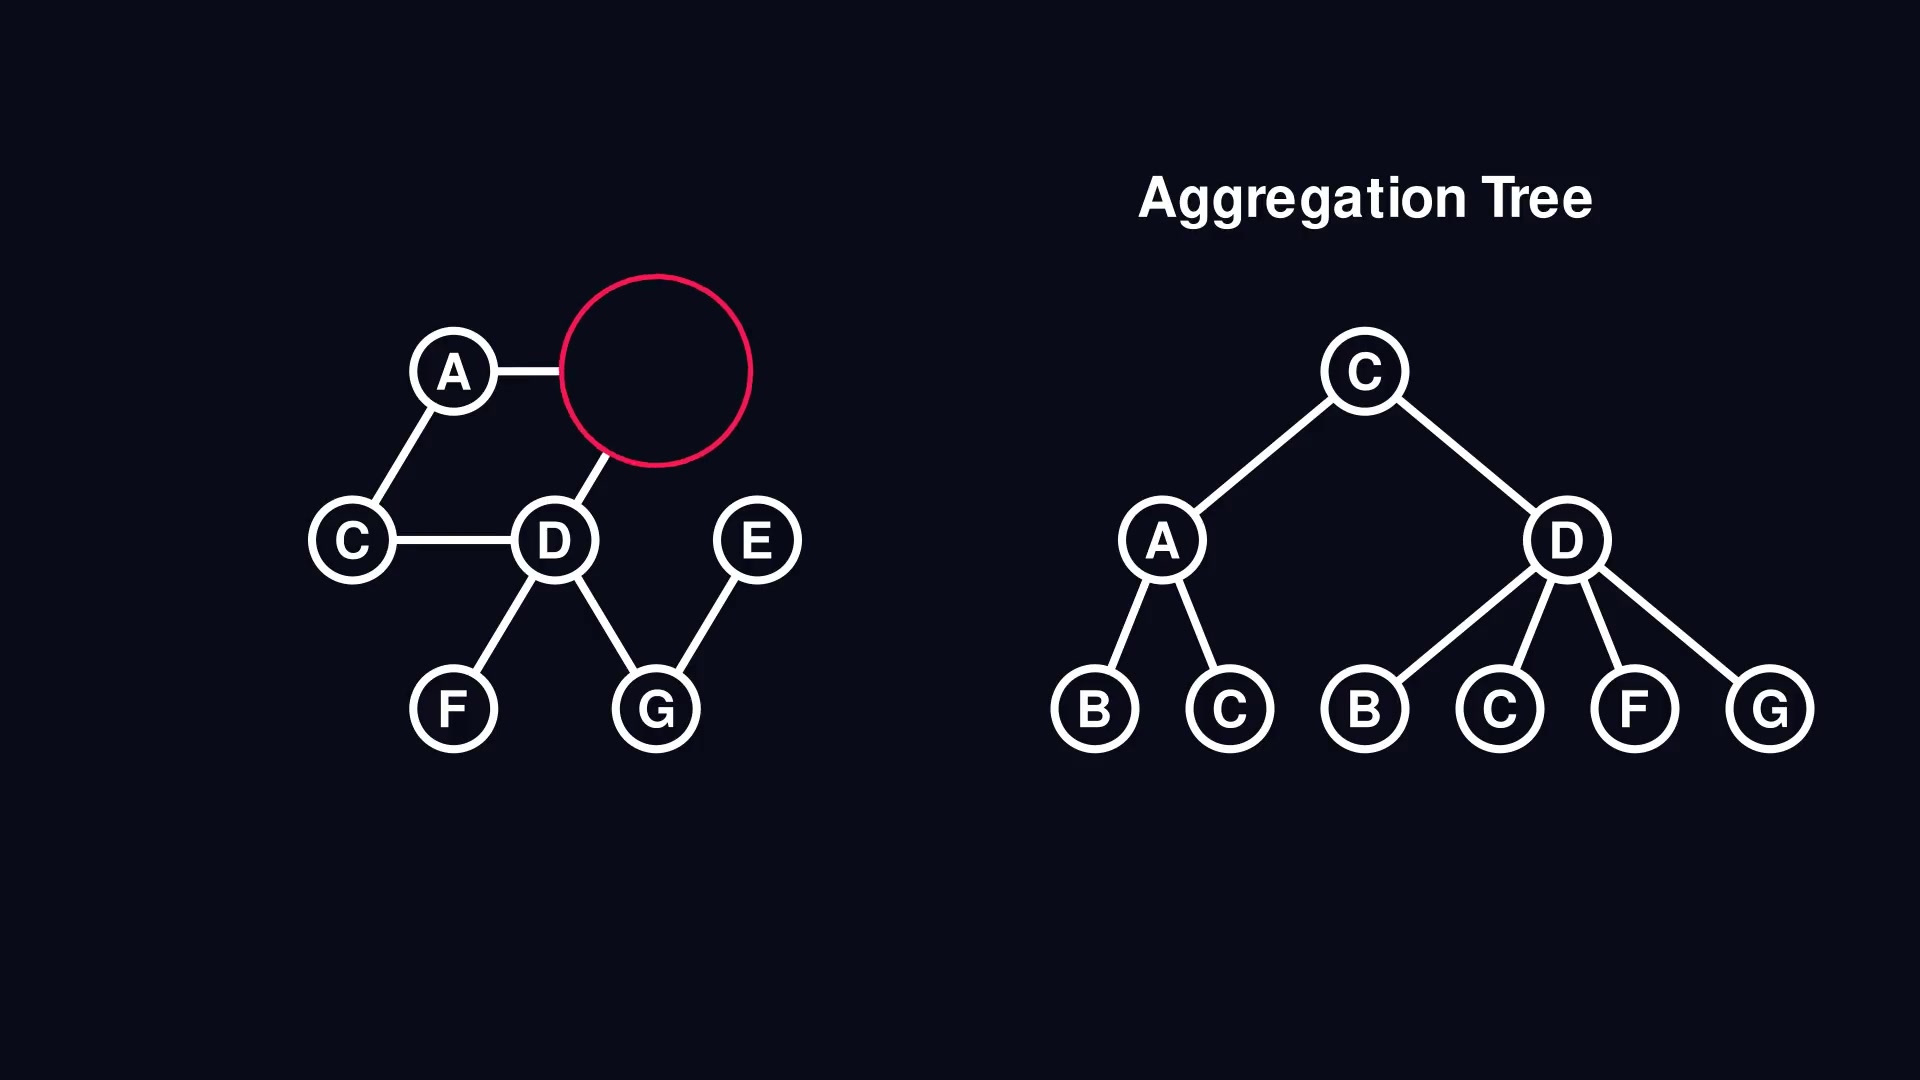 Aggregation Tree
A
C
C D E
A D
F G
B C B C F G